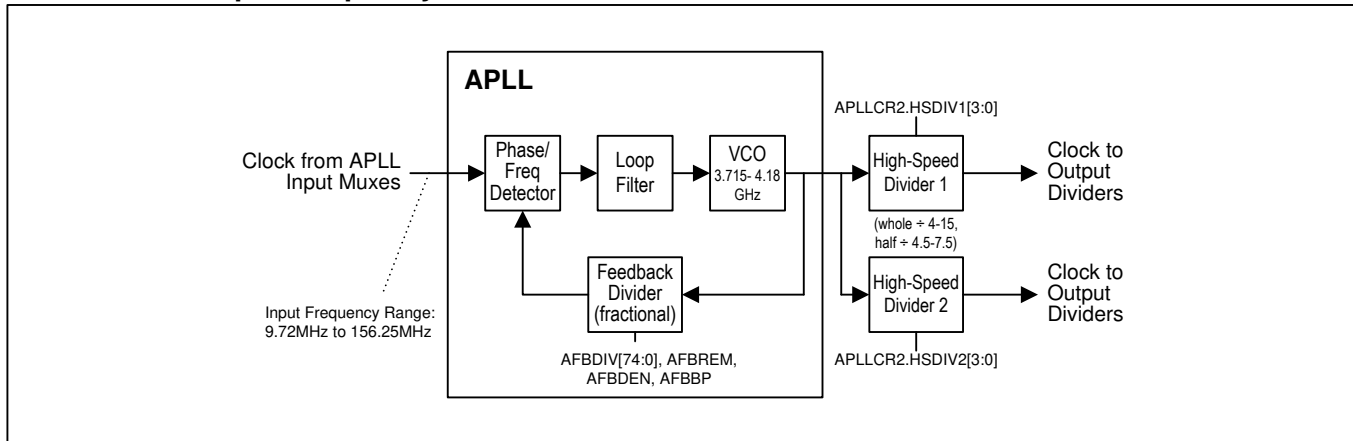 APLL
APLLCR2.HSDIV1[3:0]
Clock from APLL
Input Muxes
Phase/
Freq
Detector
Loop
Filter
VCO
3.715- 4.18
GHz
High-Speed
Divider 1
Clock to
Output
Dividers
(whole ÷ 4-15,
half ÷ 4.5-7.5)
Feedback
Divider
(fractional)
High-Speed
Divider 2
Clock to
Output
Dividers
Input Frequency Range:
9.72MHz to 156.25MHz
AFBDIV[74:0], AFBREM,
AFBDEN, AFBBP
APLLCR2.HSDIV2[3:0]